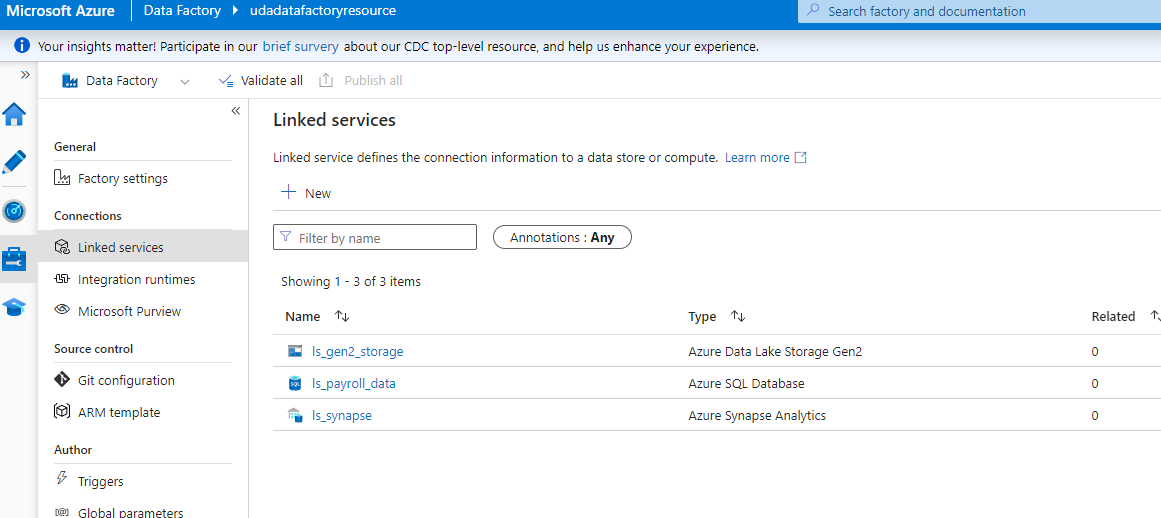 Microsoft Azure Data Factory udadatafactoryresource Search factory and documentation
Your insights matter! Participate in our brief survery about our CDC top-level resource, and help us enhance your experience.
Data Factory Validate all Publish all
Linked services
General
Linked service defines the connection information to a data store or compute. Learn more
Factory settings
New
Connections
Linked services
Filter by name Annotations : Any
Integration runtimes
Showing 1 - 3 of 3 items
Microsoft Purview
Name Type Related
Source control
ls_gen2_storage Azure Data Lake Storage Gen2 0
Git configuration
ls_payroll_data Azure SQL Database 0
ARM template
ls_synapse Azure Synapse Analytics 0
Author
Triggers
Global parameters